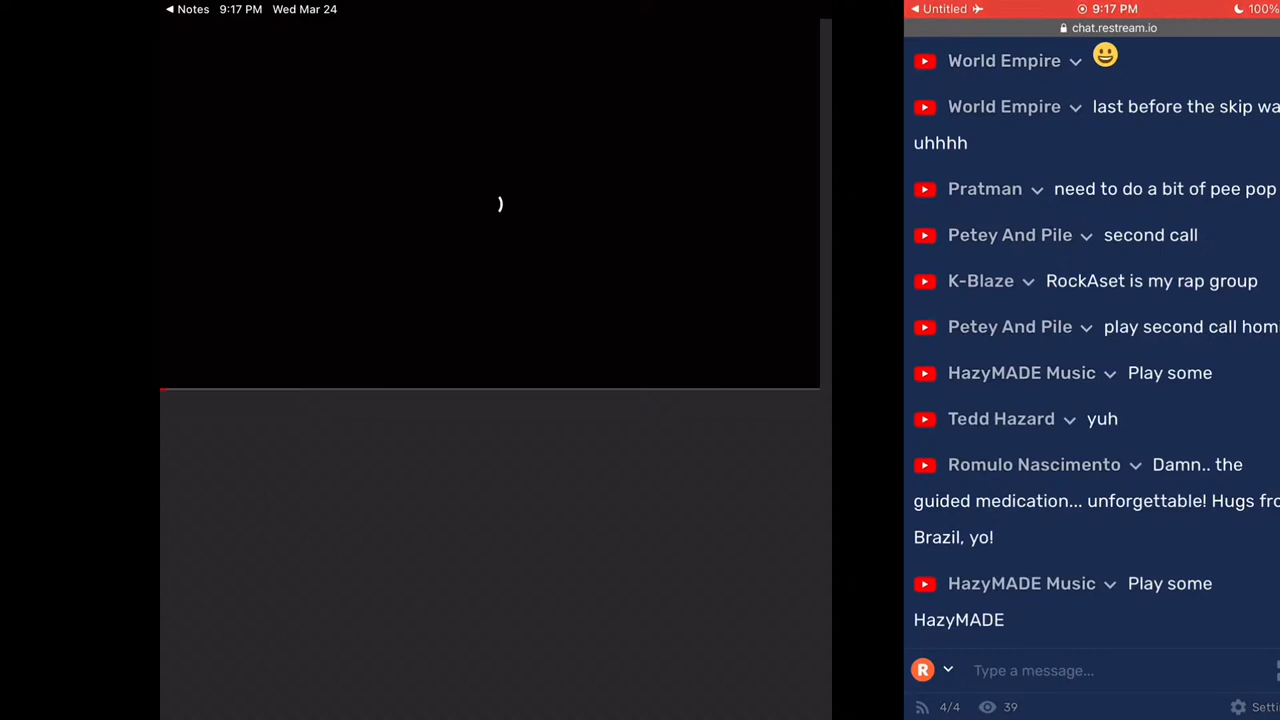 Notes 9:17 PM Wed Mar 24
Untitled 9:17 PM 100%
chat.restream.io
World Empire 😀
World Empire last before the skip wa
uhhhh
Pratman need to do a bit of pee pop
Petey And Pile second call
K-Blaze RockAset is my rap group
Petey And Pile play second call hom
HazyMADE Music Play some
Tedd Hazard yuh
Romulo Nascimento Damn.. the
guided medication... unforgettable! Hugs fro
Brazil, yo!
HazyMADE Music Play some
HazyMADE
R Type a message...
4/4 39 Setti